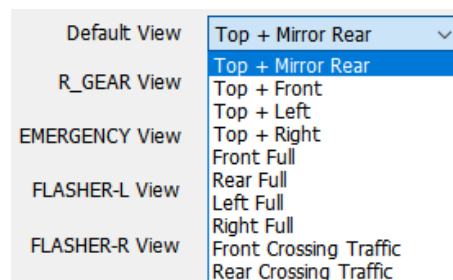 Default View Top + Mirror Rear
Top + Mirror Rear
R_GEAR View Top + Front
Top + Left
EMERGENCY View Top + Right
Front Full
FLASHER-L View Rear Full
Left Full
Right Full
FLASHER-R View Front Crossing Traffic
Rear Crossing Traffic